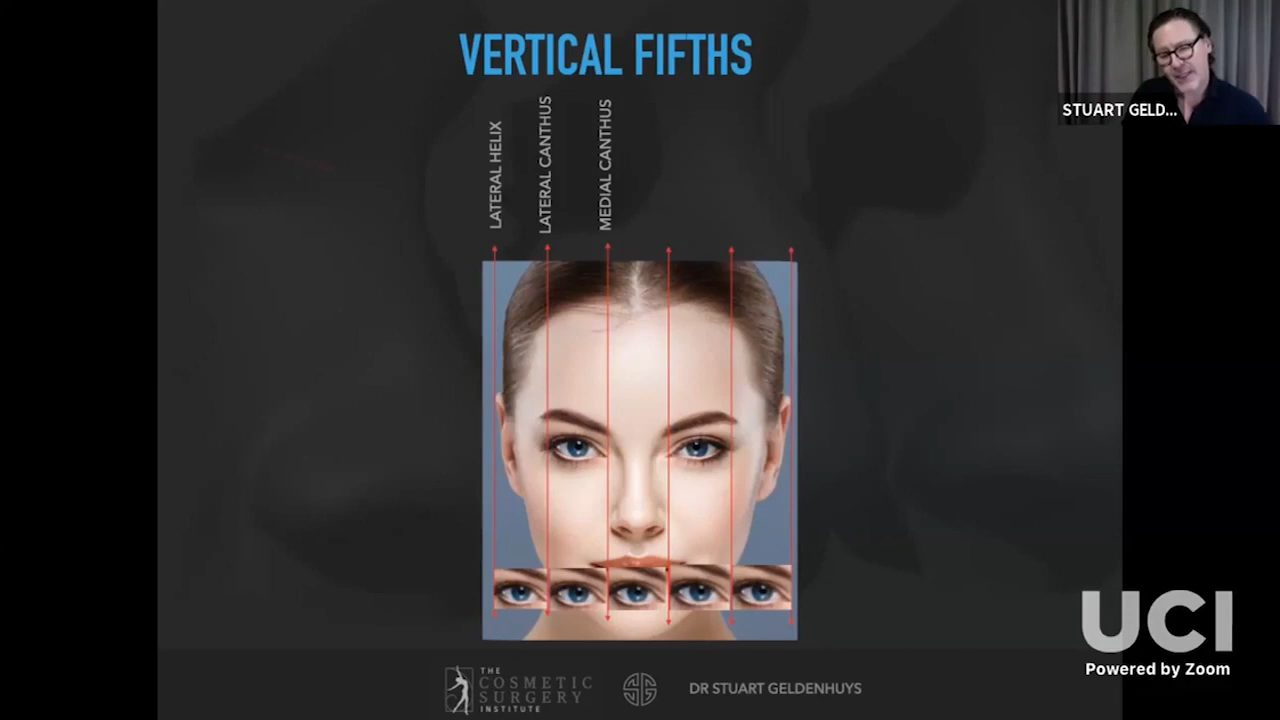 VERTICAL FIFTHS
STUART GELD...
LATERAL HELIX
LATERAL CANTHUS
MEDIAL CANTHUS
UCI
Powered by Zoom
THE
COSMETIC
SURGERY
INSTITUTE
DR STUART GELDENHUYS